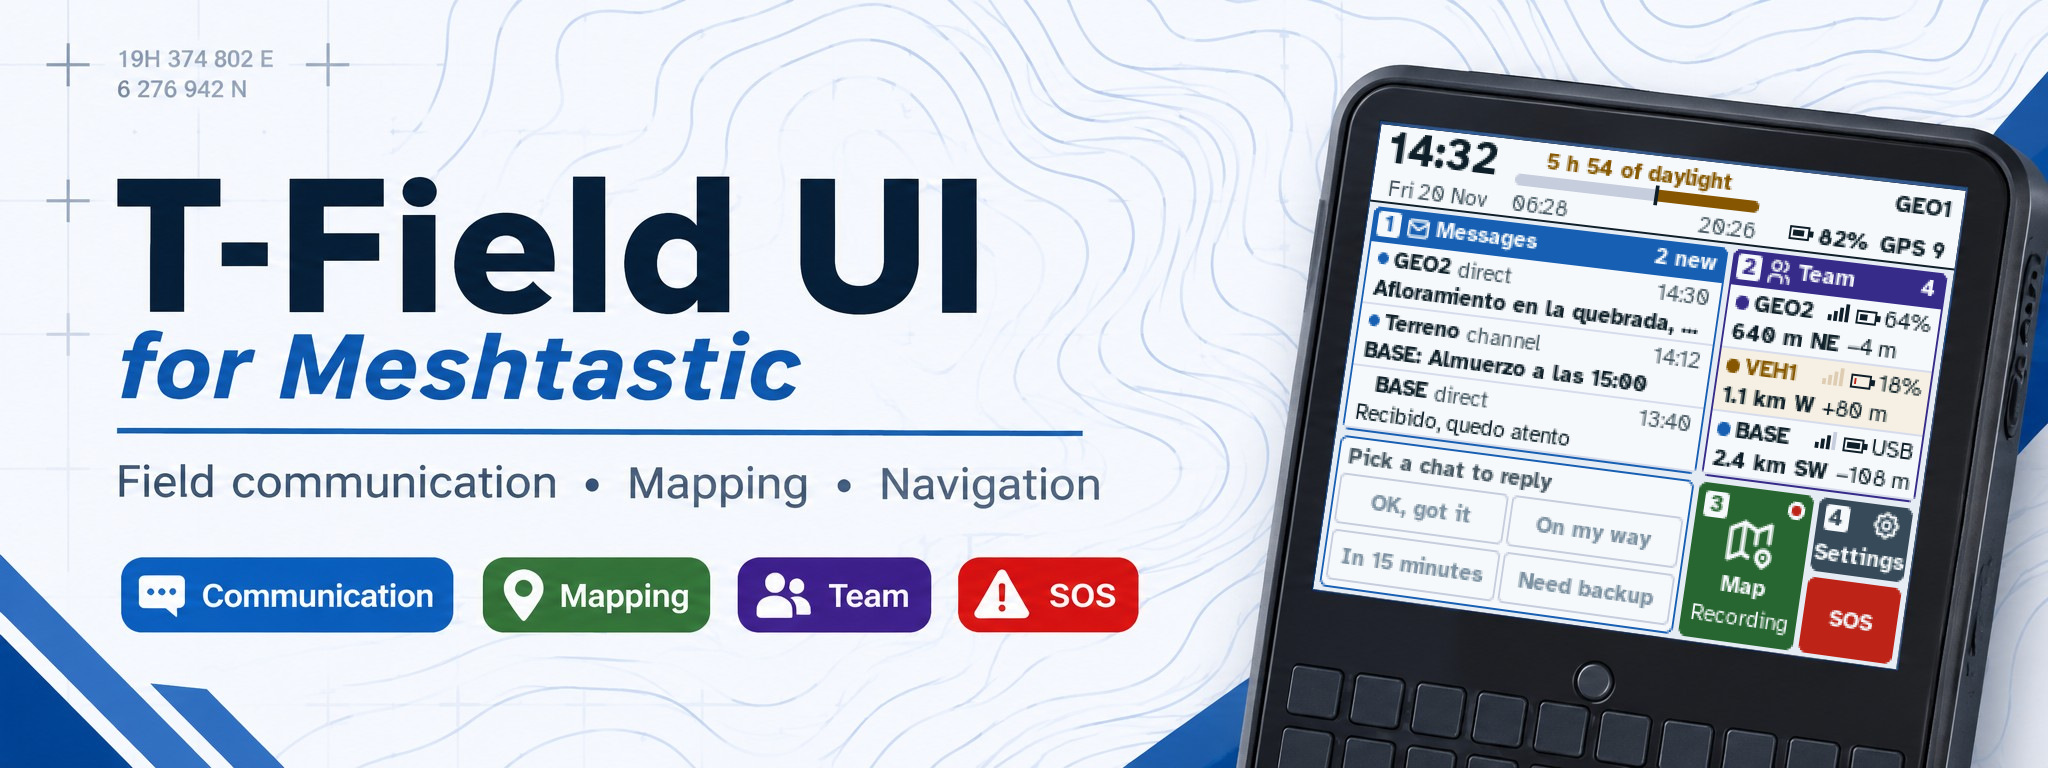 19H 374 802 E
6 276 942 N
T-Field UI
for Meshtastic
Field communication • Mapping • Navigation
Communication
Mapping
Team
SOS
14:32
5 h 54 of daylight
GEO1
Fri 20 Nov
06:28
20:26
82% GPS 9
1 Messages 2 new
GEO2 direct 14:30
Afloramiento en la quebrada, ...
Terreno channel 14:12
BASE: Almuerzo a las 15:00
BASE direct 13:40
Recibido, quedo atento
Pick a chat to reply
OK, got it
On my way
In 15 minutes
Need backup
2 Team 4
GEO2 64%
640 m NE –4 m
VEH1 18%
1.1 km W +80 m
BASE USB
2.4 km SW –108 m
3
Map
Recording
4
Settings
SOS